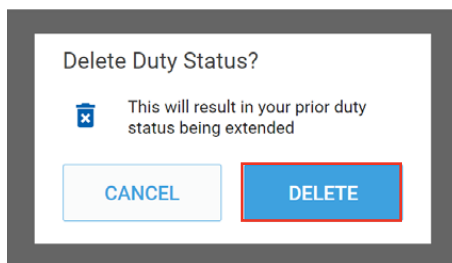 Delete Duty Status?
This will result in your prior duty
status being extended
CANCEL
DELETE